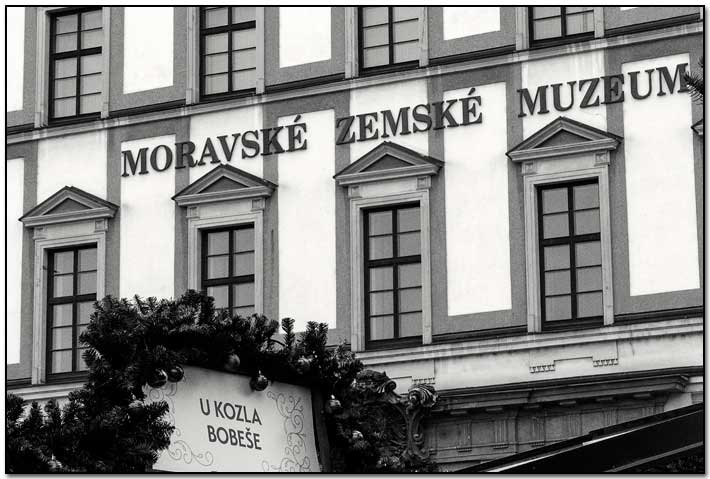 MORAVSKÉ ZEMSKÉ MUZEUM
U KOZLA
BOBEŠE